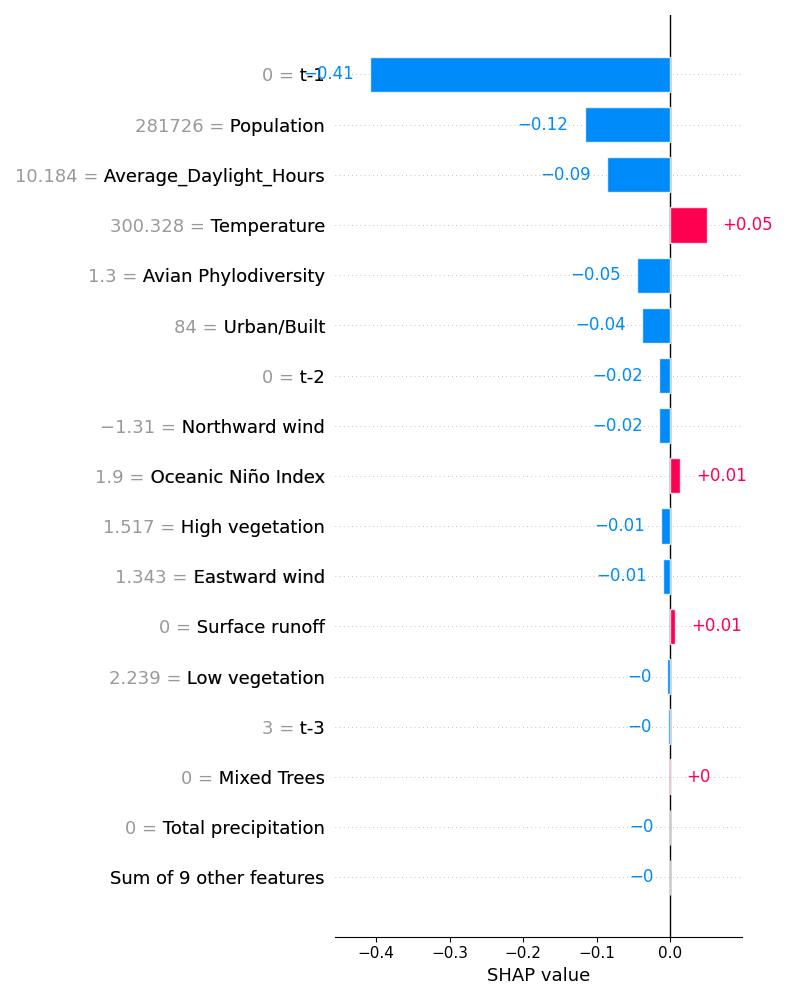 0 = t-1 −0.41
281726 = Population −0.12
10.184 = Average_Daylight_Hours −0.09
300.328 = Temperature +0.05
1.3 = Avian Phylodiversity −0.05
84 = Urban/Built −0.04
0 = t-2 −0.02
−1.31 = Northward wind −0.02
1.9 = Oceanic Niño Index +0.01
1.517 = High vegetation −0.01
1.343 = Eastward wind −0.01
0 = Surface runoff +0.01
2.239 = Low vegetation −0
3 = t-3 −0
0 = Mixed Trees +0
0 = Total precipitation −0
Sum of 9 other features −0
−0.4 −0.3 −0.2 −0.1 0.0
SHAP value